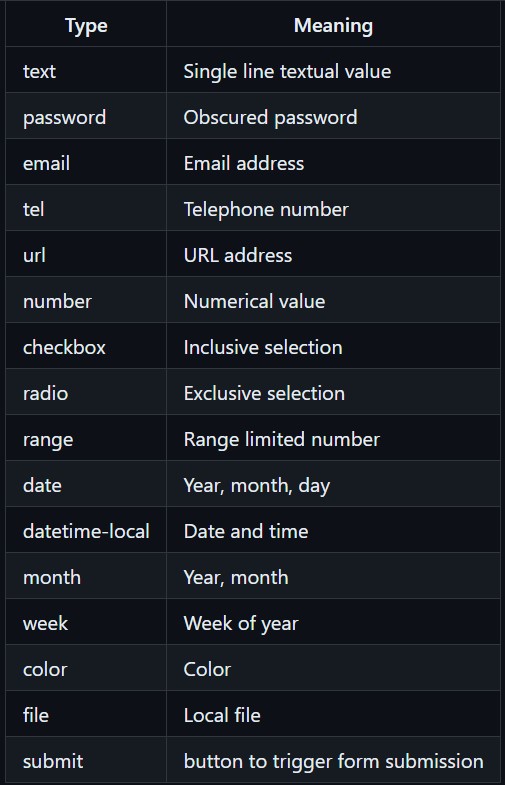 Type Meaning
text Single line textual value
password Obscured password
email Email address
tel Telephone number
url URL address
number Numerical value
checkbox Inclusive selection
radio Exclusive selection
range Range limited number
date Year, month, day
datetime-local Date and time
month Year, month
week Week of year
color Color
file Local file
submit button to trigger form submission